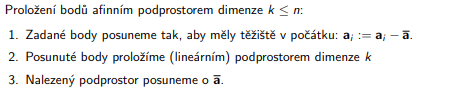 Proložení bodů afinním podprostorem dimenze k ≤ n:
1. Zadané body posuneme tak, aby měly těžiště v počátku: aᵢ := aᵢ − a̅.
2. Posunuté body proložíme (lineárním) podprostorem dimenze k
3. Nalezený podprostor posuneme o a̅.